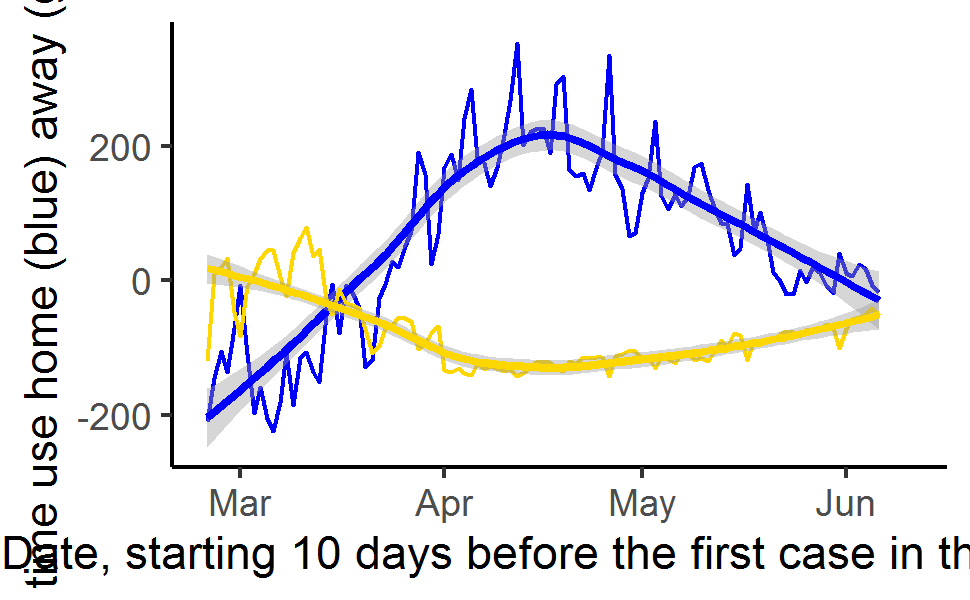 time use home (blue) away (
200
0
-200
Mar Apr May Jun
Date, starting 10 days before the first case in th